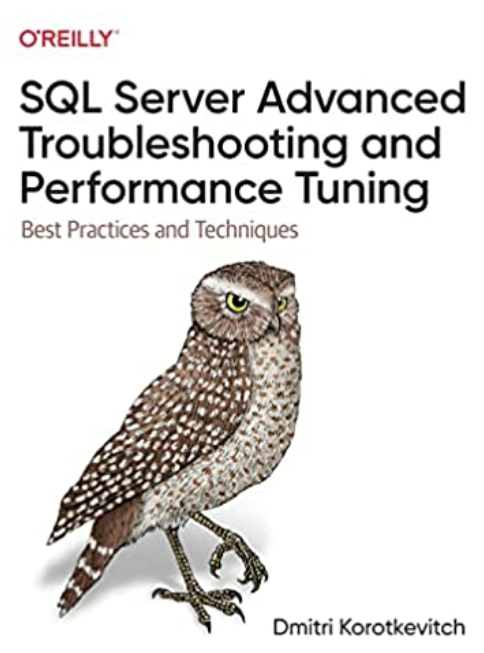 O'REILLY®
SQL Server Advanced
Troubleshooting and
Performance Tuning
Best Practices and Techniques
Dmitri Korotkevitch